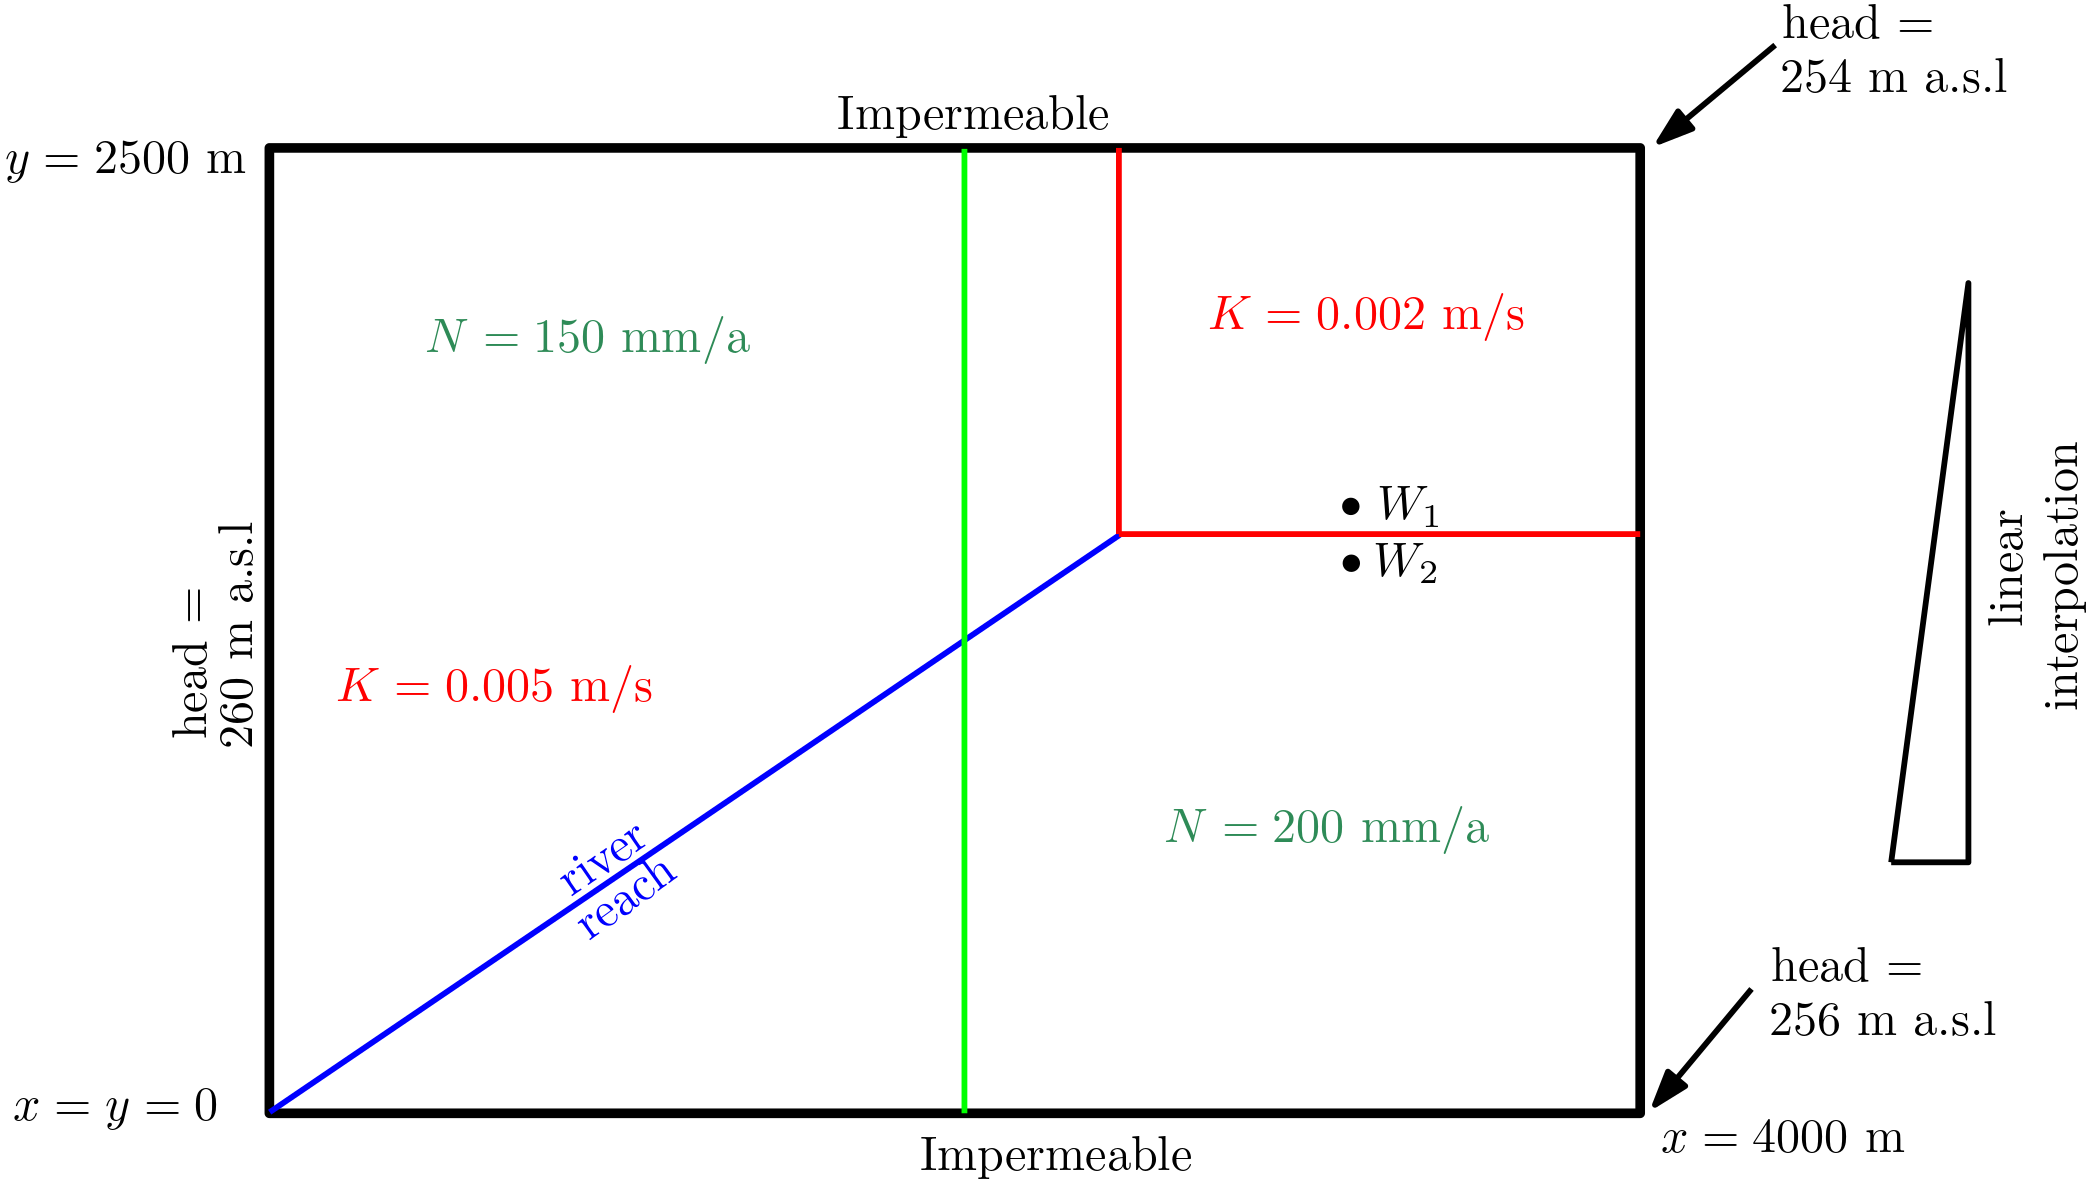 head =
254 m a.s.l
Impermeable
y = 2500 m
K = 0.002 m/s
N = 150 mm/a
W₁
W₂
head =
260 m a.s.l
linear
interpolation
K = 0.005 m/s
N = 200 mm/a
river
reach
head =
256 m a.s.l
x = y = 0
x = 4000 m
Impermeable